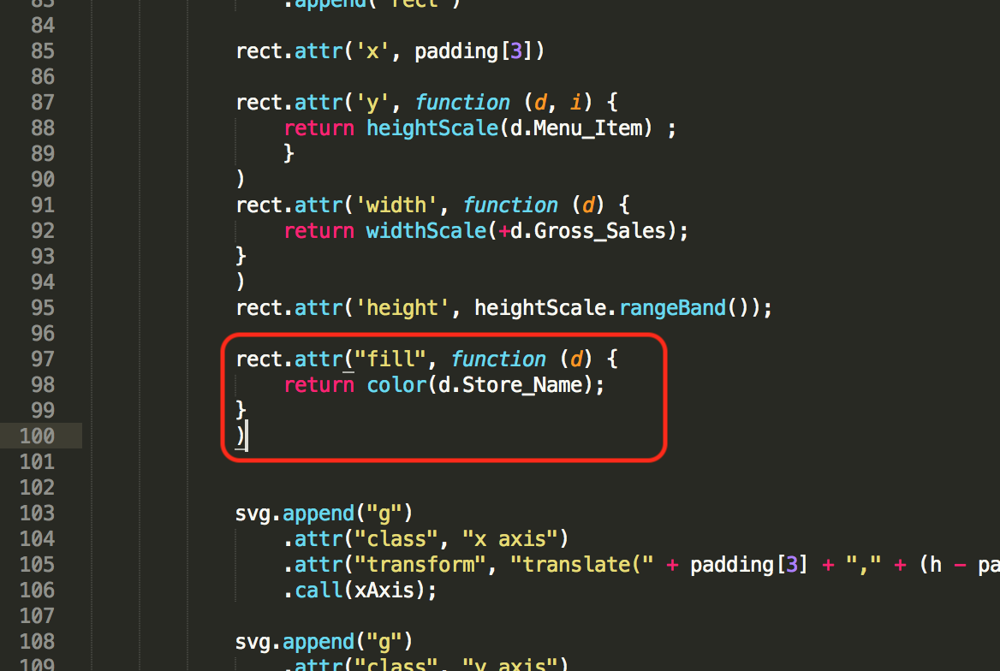 83 .append("rect")
84
85 rect.attr('x', padding[3])
86
87 rect.attr('y', function (d, i) {
88 return heightScale(d.Menu_Item) ;
89 }
90 )
91 rect.attr('width', function (d) {
92 return widthScale(+d.Gross_Sales);
93 }
94 )
95 rect.attr('height', heightScale.rangeBand());
96
97 rect.attr("fill", function (d) {
98 return color(d.Store_Name);
99 }
100 )
101
102
103 svg.append("g")
104 .attr("class", "x axis")
105 .attr("transform", "translate(" + padding[3] + "," + (h - pa
106 .call(xAxis);
107
108 svg.append("g")
109 .attr("class", "y axis")